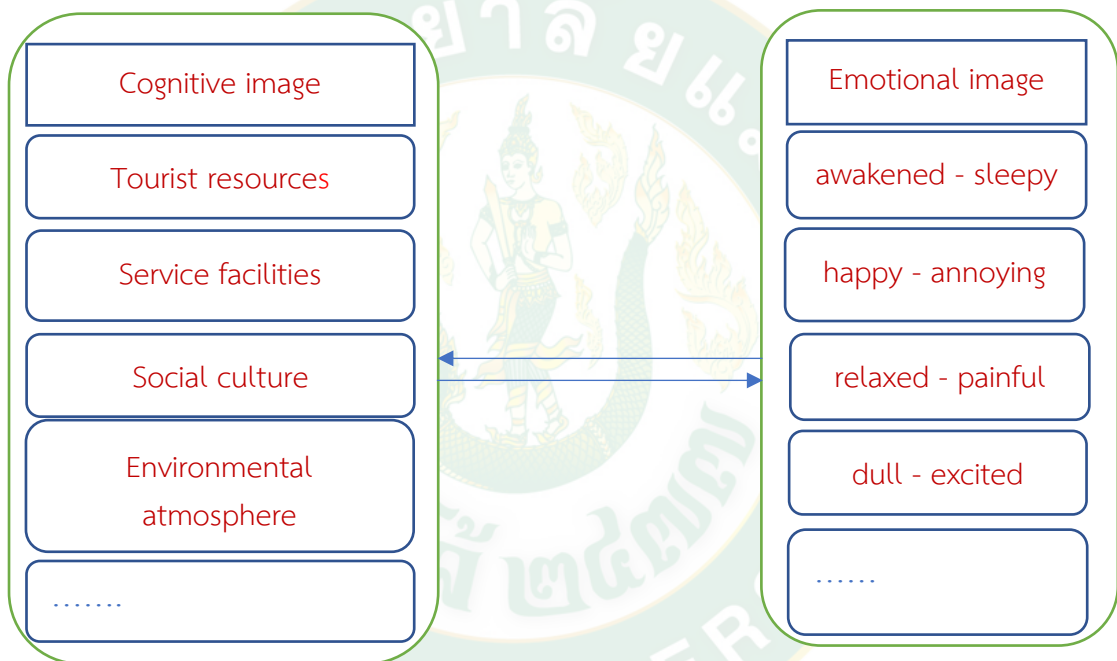 Cognitive image
Tourist resources
Service facilities
Social culture
Environmental
atmosphere
.......
Emotional image
awakened - sleepy
happy - annoying
relaxed - painful
dull - excited
......